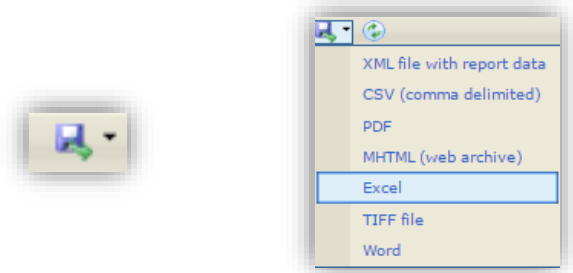 XML file with report data
CSV (comma delimited)
PDF
MHTML (web archive)
Excel
TIFF file
Word